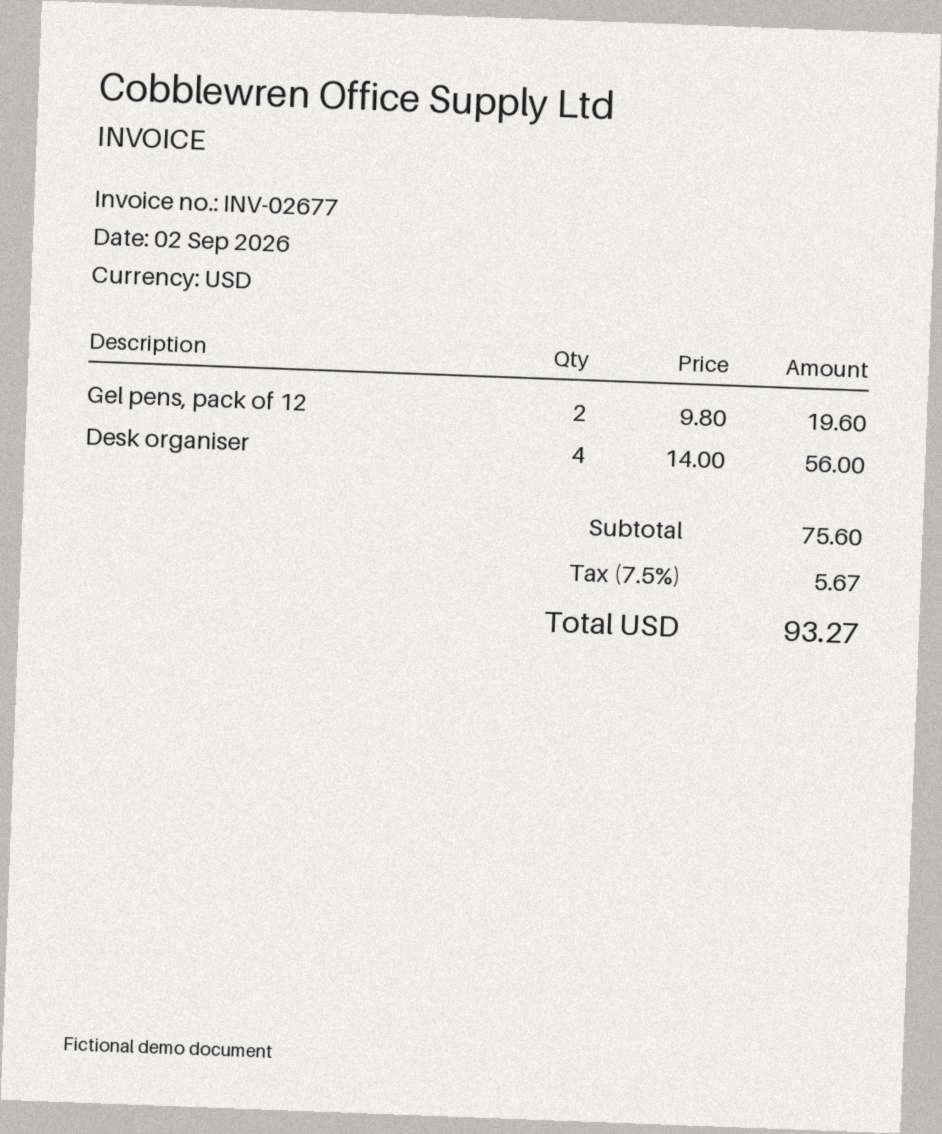 Cobblewren Office Supply Ltd
INVOICE
Invoice no.: INV-02677
Date: 02 Sep 2026
Currency: USD
Description Qty Price Amount
Gel pens, pack of 12 2 9.80 19.60
Desk organiser 4 14.00 56.00
Subtotal 75.60
Tax (7.5%) 5.67
Total USD 93.27
Fictional demo document